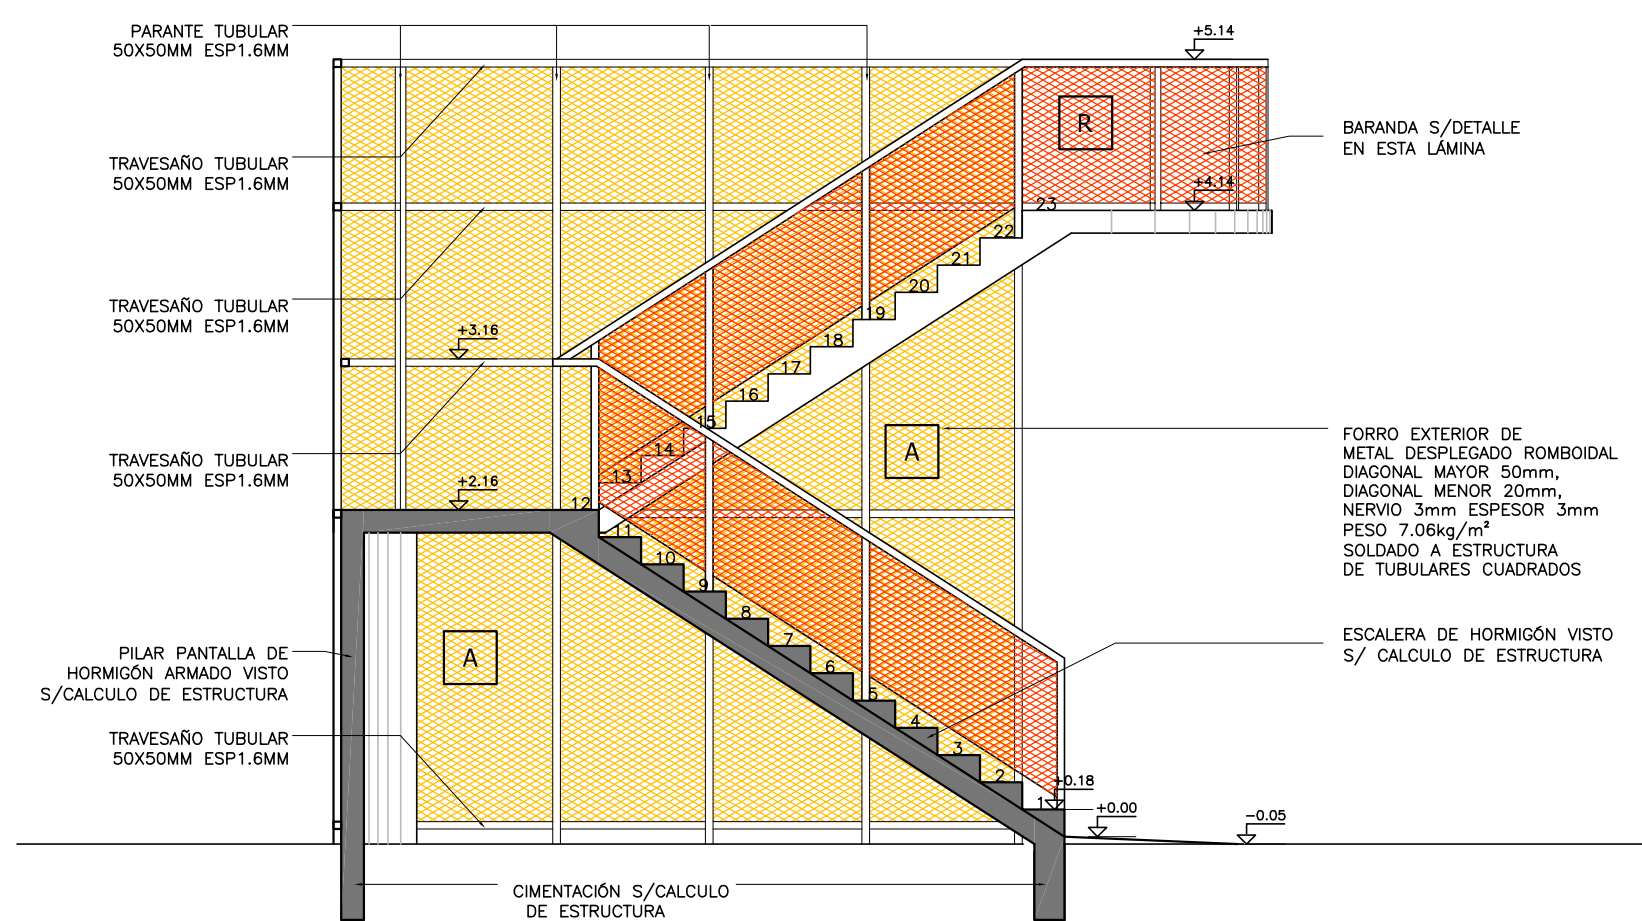 PARANTE TUBULAR
50X50MM ESP1.6MM
+5.14
R
BARANDA S/DETALLE
EN ESTA LÁMINA
TRAVESAÑO TUBULAR
50X50MM ESP1.6MM
+4.14
23
22
21
20
19
18
17
16
15
14
13
TRAVESAÑO TUBULAR
50X50MM ESP1.6MM
+3.16
A
FORRO EXTERIOR DE
METAL DESPLEGADO ROMBOIDAL
DIAGONAL MAYOR 50mm,
DIAGONAL MENOR 20mm,
NERVIO 3mm ESPESOR 3mm
PESO 7.06kg/m²
SOLDADO A ESTRUCTURA
DE TUBULARES CUADRADOS
TRAVESAÑO TUBULAR
50X50MM ESP1.6MM
+2.16
12
11
10
9
8
7
6
5
4
3
2
1
A
ESCALERA DE HORMIGÓN VISTO
S/ CALCULO DE ESTRUCTURA
PILAR PANTALLA DE
HORMIGÓN ARMADO VISTO
S/CALCULO DE ESTRUCTURA
TRAVESAÑO TUBULAR
50X50MM ESP1.6MM
+0.18
+0.00
-0.05
CIMENTACIÓN S/CALCULO
DE ESTRUCTURA